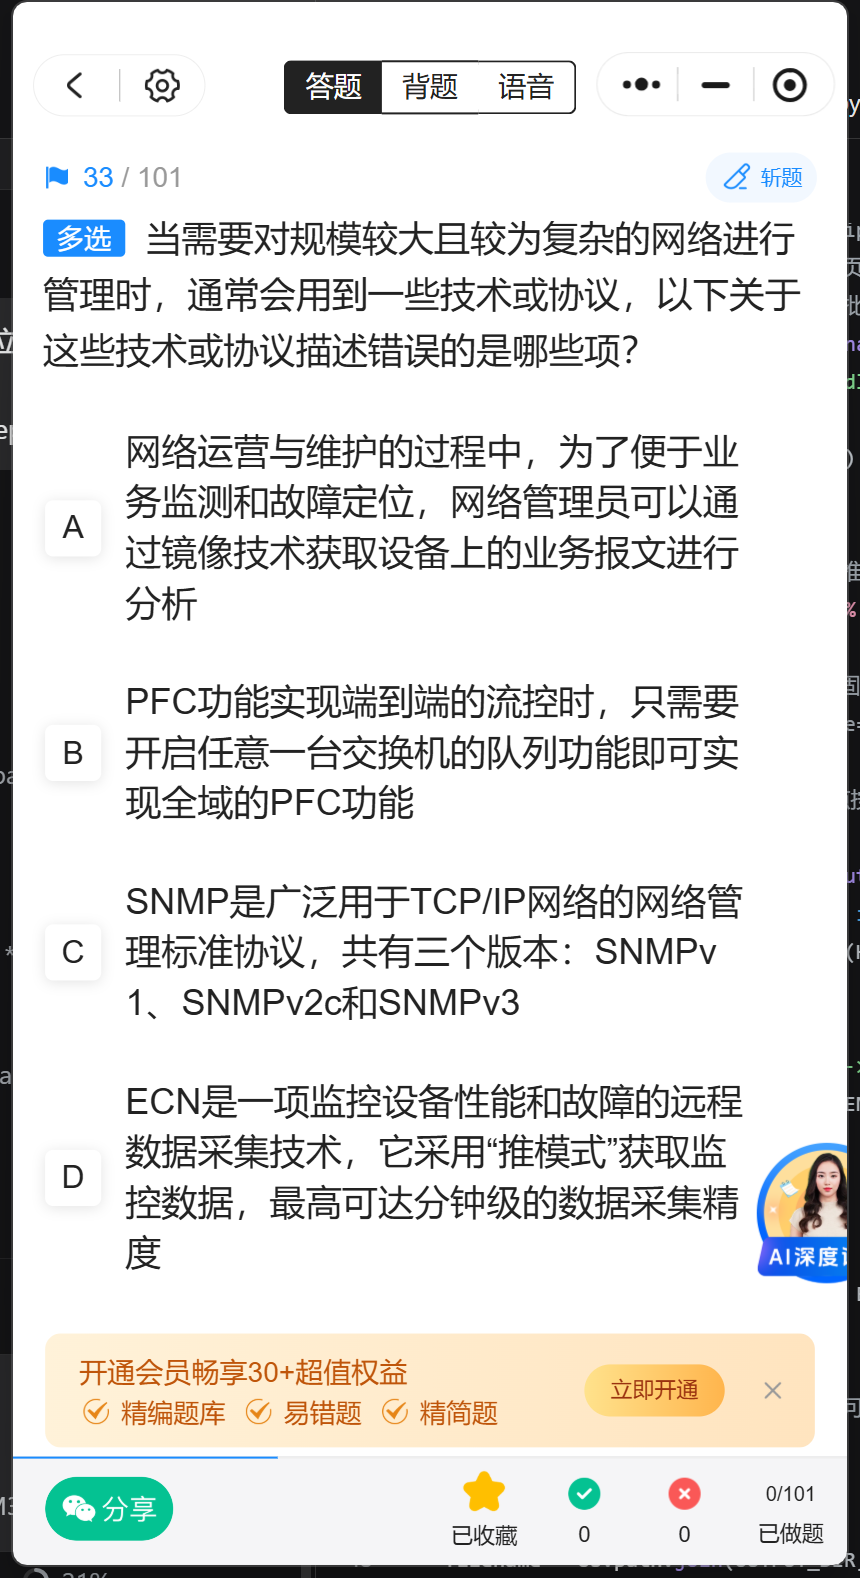 答题 背题 语音
33 / 101
斩题
多选 当需要对规模较大且较为复杂的网络进行
管理时，通常会用到一些技术或协议，以下关于
这些技术或协议描述错误的是哪些项？
A
网络运营与维护的过程中，为了便于业
务监测和故障定位，网络管理员可以通
过镜像技术获取设备上的业务报文进行
分析
B
PFC功能实现端到端的流控时，只需要
开启任意一台交换机的队列功能即可实
现全域的PFC功能
C
SNMP是广泛用于TCP/IP网络的网络管
理标准协议，共有三个版本：SNMPv
1、SNMPv2c和SNMPv3
D
ECN是一项监控设备性能和故障的远程
数据采集技术，它采用“推模式”获取监
控数据，最高可达分钟级的数据采集精
度
AI深度
开通会员畅享30+超值权益
精编题库 易错题 精简题
立即开通
分享
已收藏
0
0
0/101
已做题